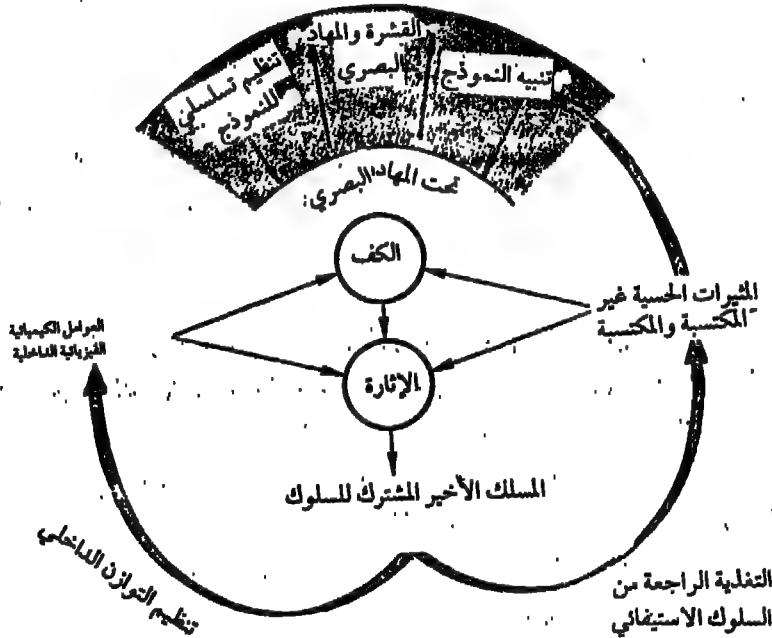 القشرة والمهاد
البصري
تنبيه النموذج
تنظيم تسلسلي
للنموذج
تحت المهاد البصري:
الكف
المثيرات الحسية غير
المكتسبة والمكتسبة
العوامل الكيميائية
الفيزيائية الداخلية
الإثارة
المسلك الأخير المشترك للسلوك
تنظيم التوازن الداخلي
التغذية الراجعة من
السلوك الاستيفائي